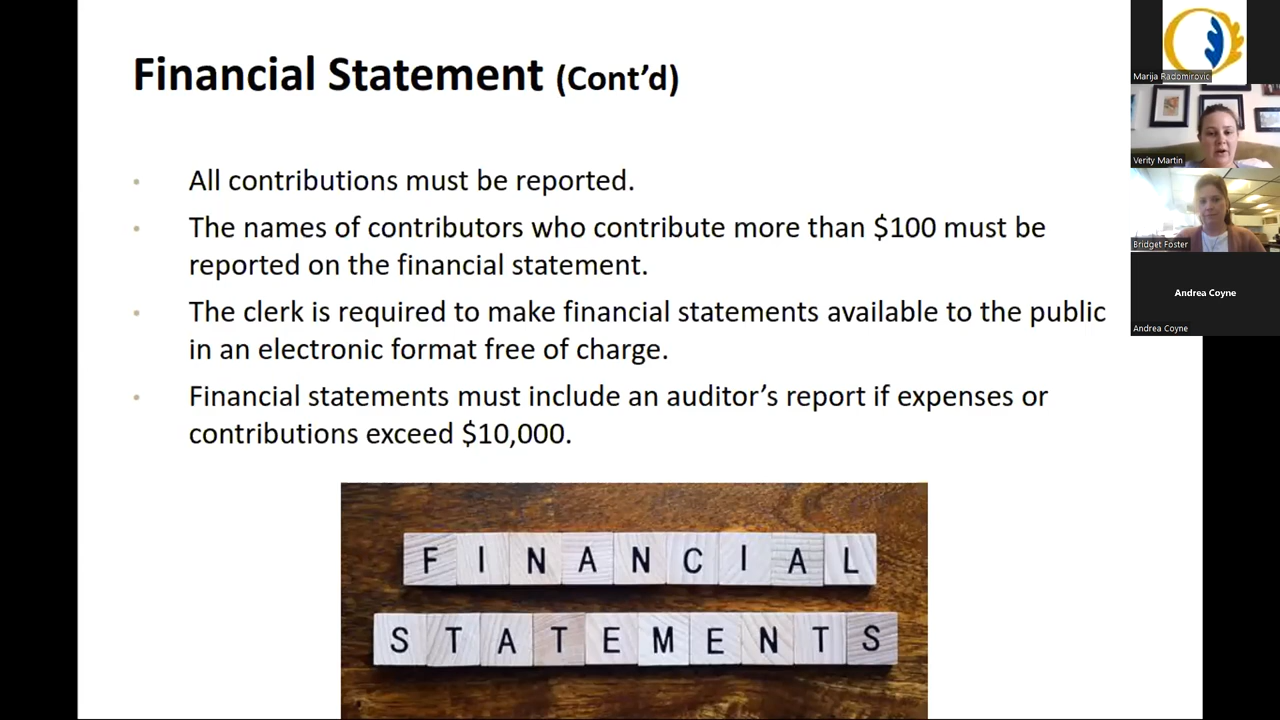 Financial Statement (Cont’d)
• All contributions must be reported.
• The names of contributors who contribute more than $100 must be
reported on the financial statement.
• The clerk is required to make financial statements available to the public
in an electronic format free of charge.
• Financial statements must include an auditor’s report if expenses or
contributions exceed $10,000.
FINANCIAL
STATEMENTS
Marija Radomirovic
Verity Martin
Bridget Foster
Andrea Coyne
Andrea Coyne